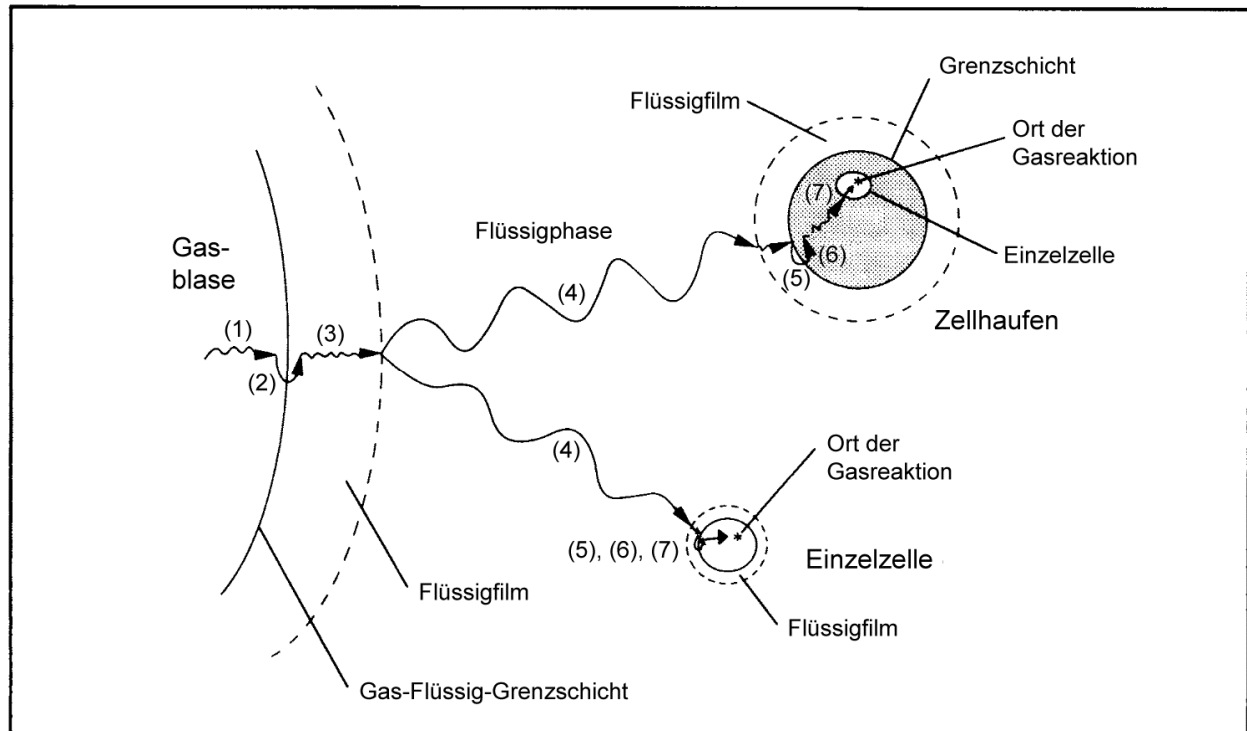 Grenzschicht
Flüssigfilm
Ort der
Gasreaktion
(7)
Gas-
blase
Flüssigphase
Einzelzelle
(6)
(5)
(4)
Zellhaufen
(1)
(3)
(2)
(4)
Ort der
Gasreaktion
(5), (6), (7)
Einzelzelle
Flüssigfilm
Flüssigfilm
Gas-Flüssig-Grenzschicht